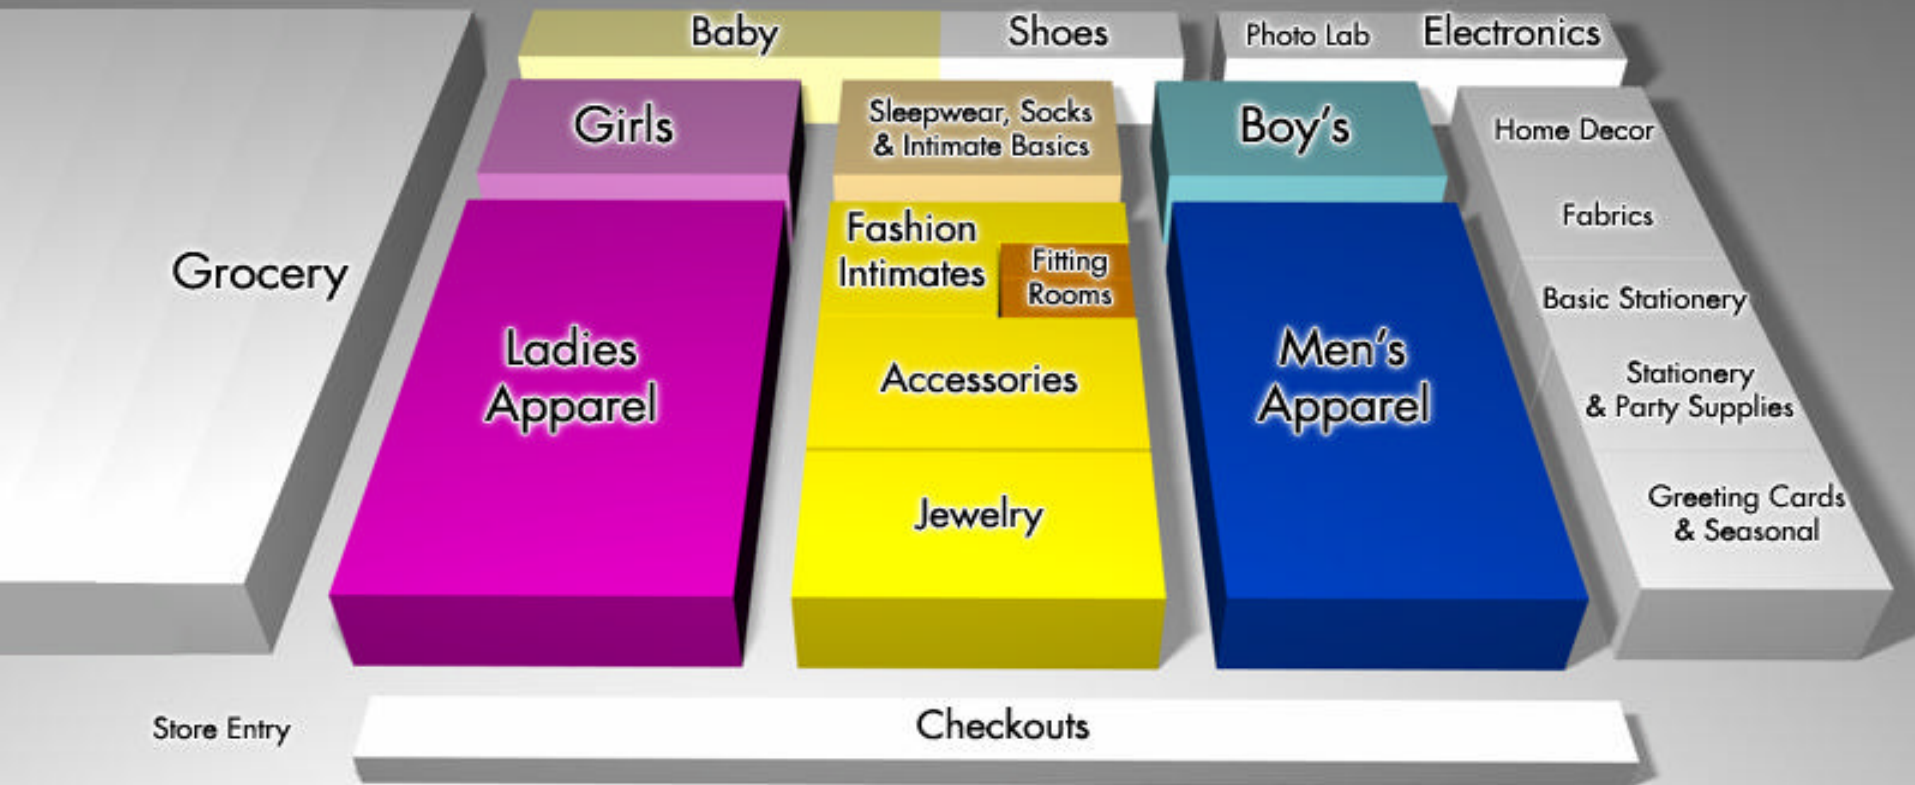 Baby
Shoes
Photo Lab
Electronics
Girls
Sleepwear, Socks
& Intimate Basics
Boy's
Home Decor
Grocery
Fashion
Intimates
Fitting
Rooms
Fabrics
Ladies
Apparel
Accessories
Men's
Apparel
Basic Stationery
Stationery
& Party Supplies
Jewelry
Greeting Cards
& Seasonal
Store Entry
Checkouts